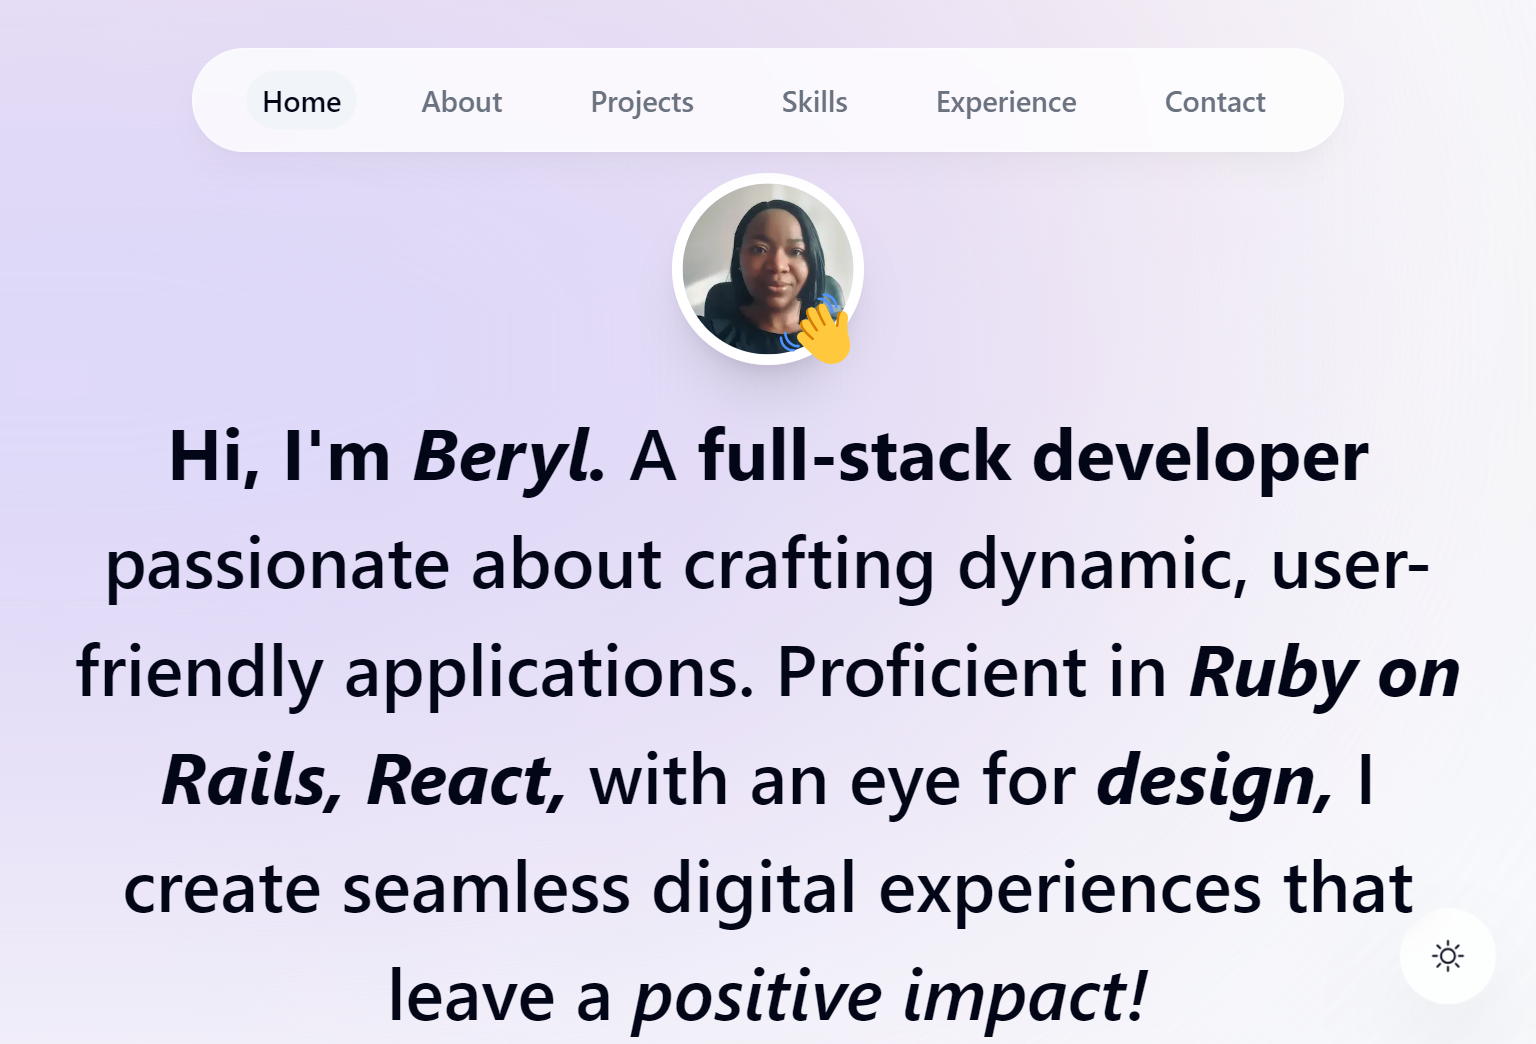 Home About Projects Skills Experience Contact
Hi, I'm Beryl. A full-stack developer
passionate about crafting dynamic, user-
friendly applications. Proficient in Ruby on
Rails, React, with an eye for design, I
create seamless digital experiences that
leave a positive impact!